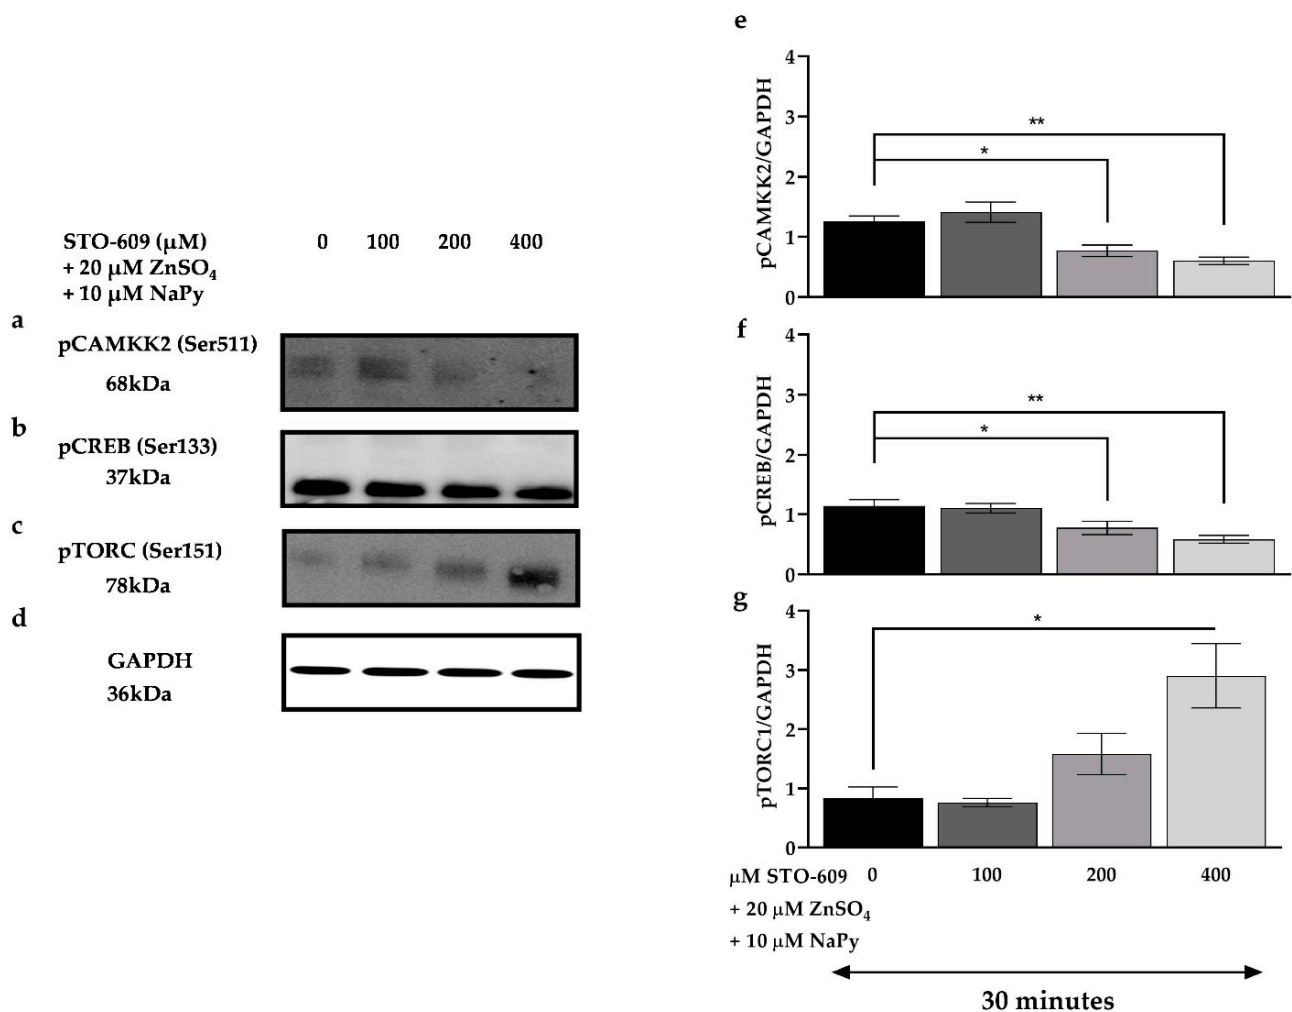 STO-609 (μM) 0 100 200 400
+ 20 μM ZnSO₄
+ 10 μM NaPy
a
pCAMKK2 (Ser511)
68kDa
b
pCREB (Ser133)
37kDa
c
pTORC (Ser151)
78kDa
d
GAPDH
36kDa
e
pCAMKK2/GAPDH
4
3
2
1
0
**
*
f
pCREB/GAPDH
4
3
2
1
0
**
*
g
pTORC1/GAPDH
4
3
2
1
0
*
μM STO-609 0 100 200 400
+ 20 μM ZnSO₄
+ 10 μM NaPy
30 minutes